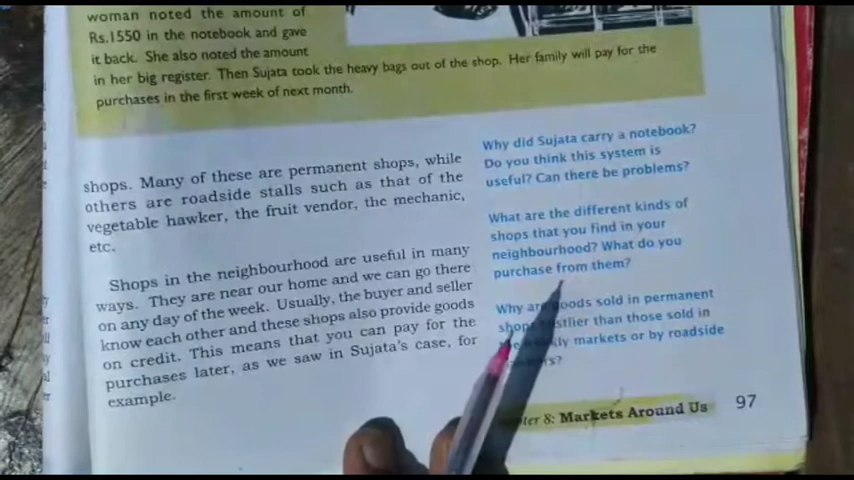 woman noted the amount of
Rs.1550 in the notebook and gave
it back. She also noted the amount
in her big register. Then Sujata took the heavy bags out of the shop. Her family will pay for the
purchases in the first week of next month.
shops. Many of these are permanent shops, while
others are roadside stalls such as that of the
vegetable hawker, the fruit vendor, the mechanic,
etc.
Shops in the neighbourhood are useful in many
ways. They are near our home and we can go there
on any day of the week. Usually, the buyer and seller
know each other and these shops also provide goods
on credit. This means that you can pay for the
purchases later, as we saw in Sujata's case, for
example.
Why did Sujata carry a notebook?
Do you think this system is
useful? Can there be problems?
What are the different kinds of
shops that you find in your
neighbourhood? What do you
purchase from them?
Why are goods sold in permanent
shops costlier than those sold in
the weekly markets or by roadside
8: Markets Around Us
97